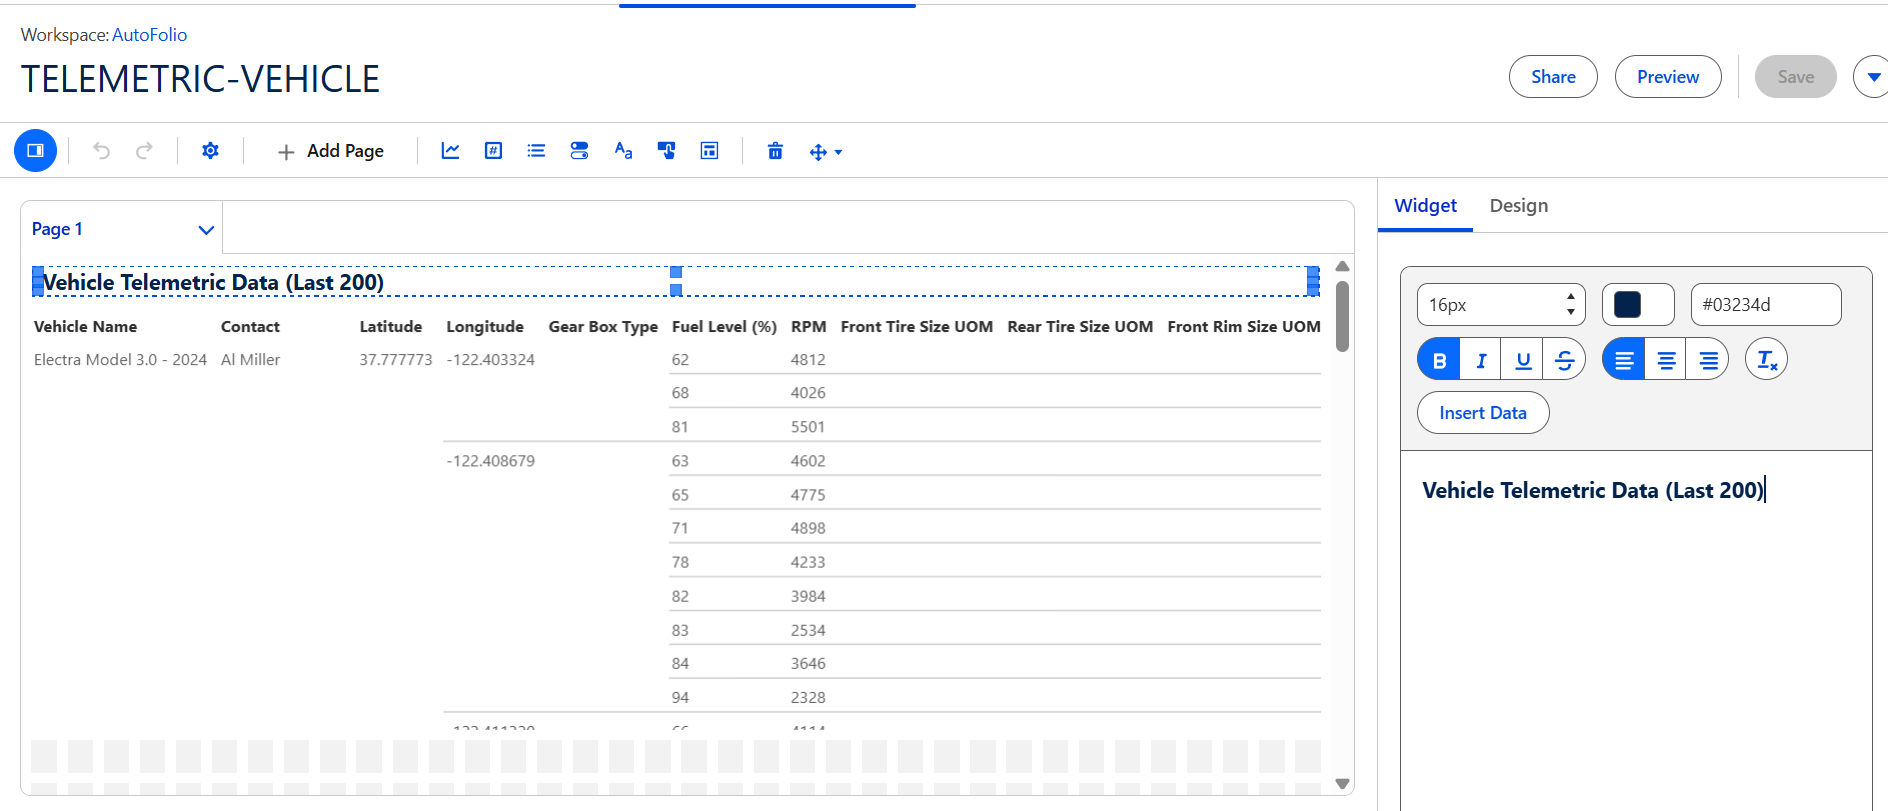 Workspace: AutoFolio
TELEMETRIC-VEHICLE
Share
Preview
Save
Add Page
Page 1
Vehicle Telemetric Data (Last 200)
Vehicle Name Contact Latitude Longitude Gear Box Type Fuel Level (%) RPM Front Tire Size UOM Rear Tire Size UOM Front Rim Size UOM
Electra Model 3.0 - 2024 Al Miller 37.777773 -122.403324 62 4812
68 4026
81 5501
-122.408679 63 4602
65 4775
71 4898
78 4233
82 3984
83 2534
84 3646
94 2328
Widget Design
16px #03234d
B I U S
Insert Data
Vehicle Telemetric Data (Last 200)